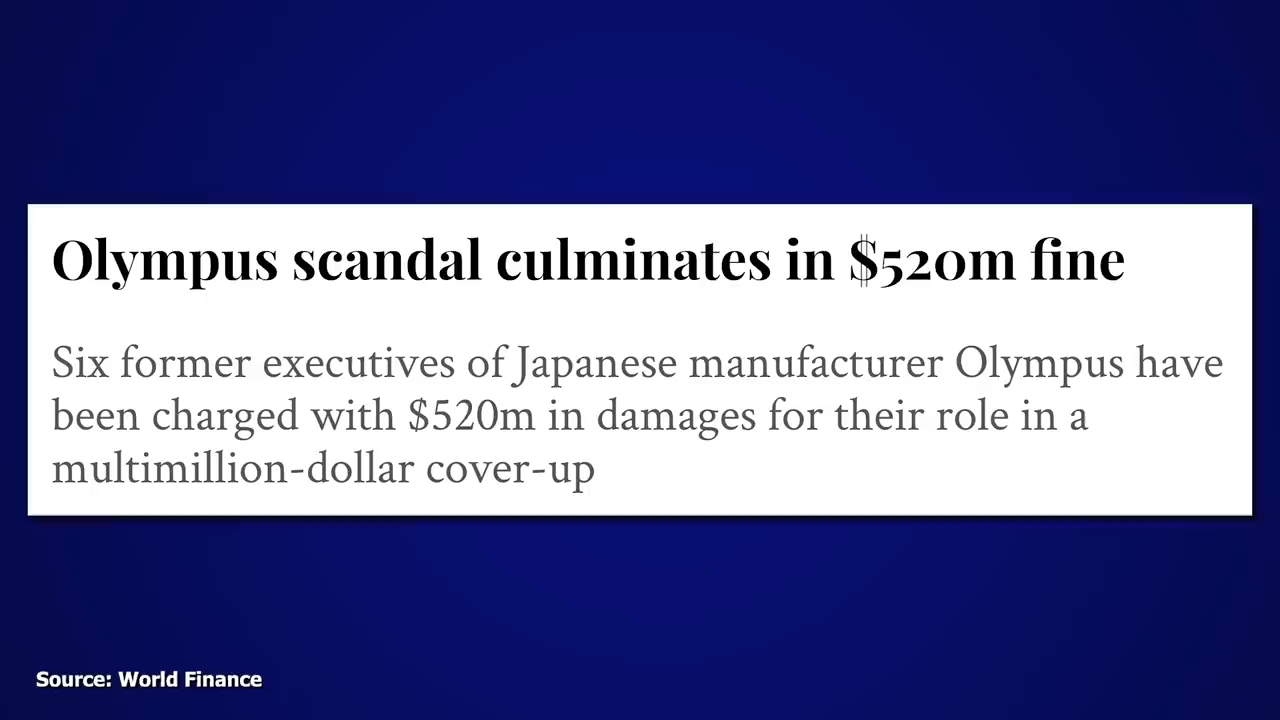 Olympus scandal culminates in $520m fine
Six former executives of Japanese manufacturer Olympus have
been charged with $520m in damages for their role in a
multimillion-dollar cover-up
Source: World Finance